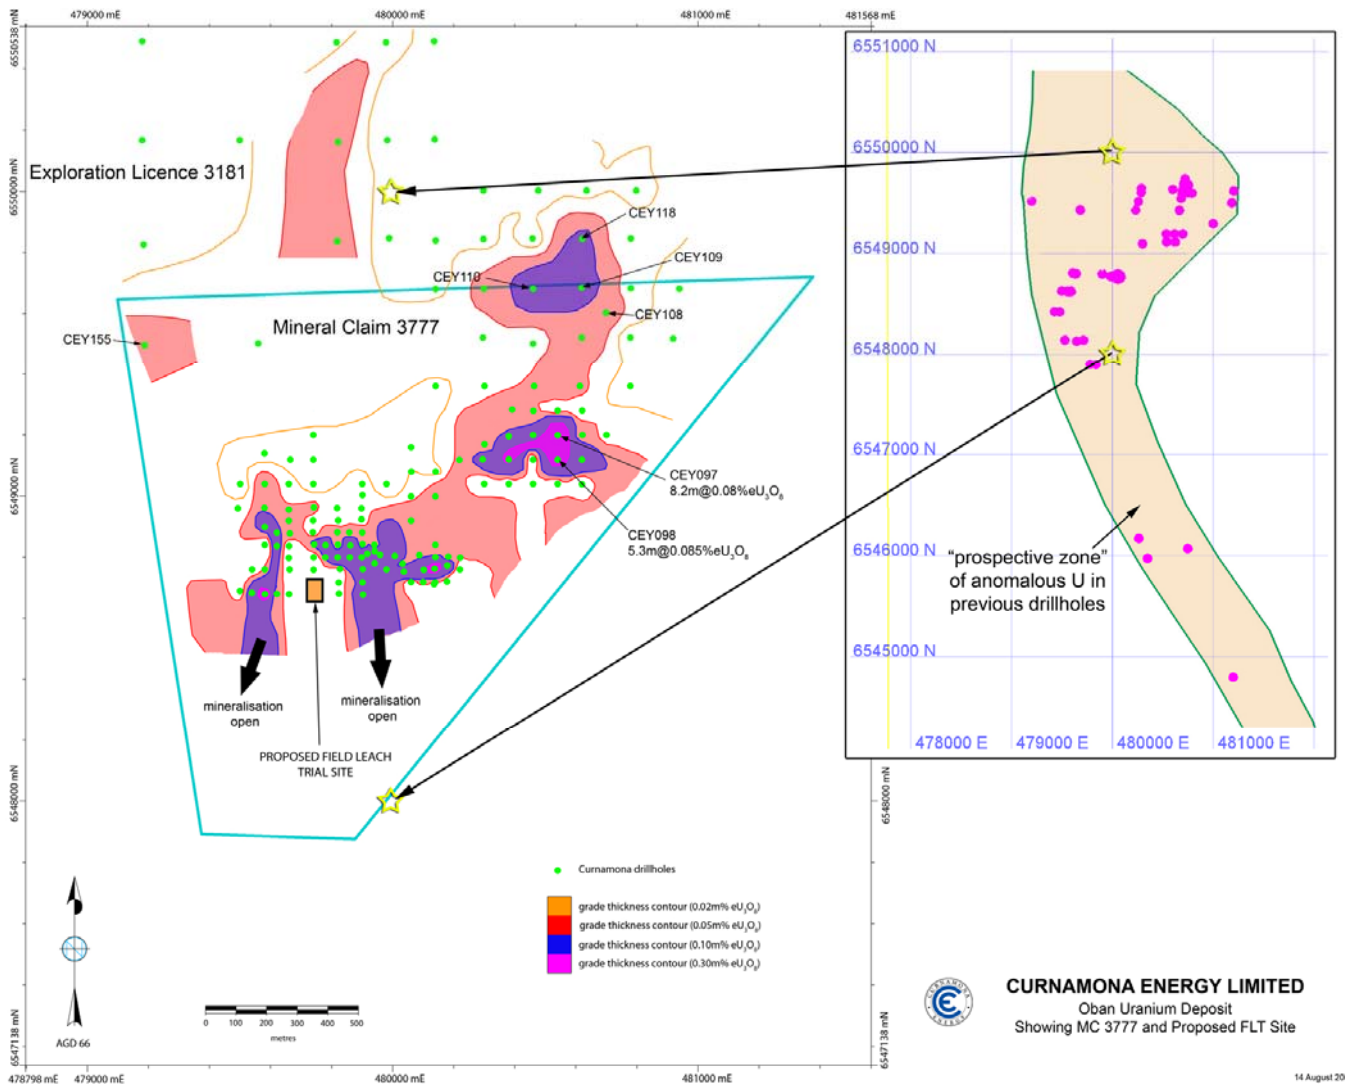 479000 mE
480000 mE
481000 mE
481568 mE
6550538 mN
6550000 mN
6549000 mN
6548000 mN
6547138 mN
Exploration Licence 3181
CEY118
CEY109
CEY110
CEY108
Mineral Claim 3777
CEY155
CEY097
8.2m@0.08%eU₃O₈
CEY098
5.3m@0.085%eU₃O₈
mineralisation
open
mineralisation
open
PROPOSED FIELD LEACH
TRIAL SITE
6551000 N
6550000 N
6549000 N
6548000 N
6547000 N
6546000 N
6545000 N
"prospective zone"
of anomalous U in
previous drillholes
478000 E
479000 E
480000 E
481000 E
6548000 mN
6547138 mN
Curnamona drillholes
grade thickness contour (0.02m% eU₃O₈)
grade thickness contour (0.05m% eU₃O₈)
grade thickness contour (0.10m% eU₃O₈)
grade thickness contour (0.30m% eU₃O₈)
AGD 66
0 100 200 300 400 500
metres
CURNAMONA
ENERGY
CURNAMONA ENERGY LIMITED
Oban Uranium Deposit
Showing MC 3777 and Proposed FLT Site
478798 mE
479000 mE
480000 mE
481000 mE
14 August 20